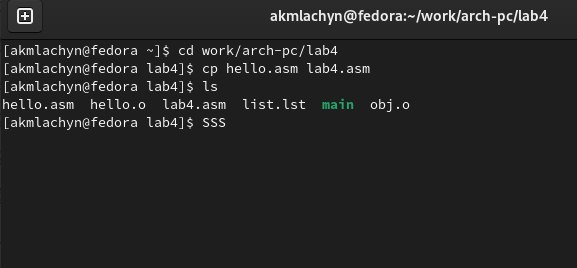 akmlachyn@fedora:~/work/arch-pc/lab4
[akmlachyn@fedora ~]$ cd work/arch-pc/lab4
[akmlachyn@fedora lab4]$ cp hello.asm lab4.asm
[akmlachyn@fedora lab4]$ ls
hello.asm  hello.o  lab4.asm  list.lst  main  obj.o
[akmlachyn@fedora lab4]$ SSS